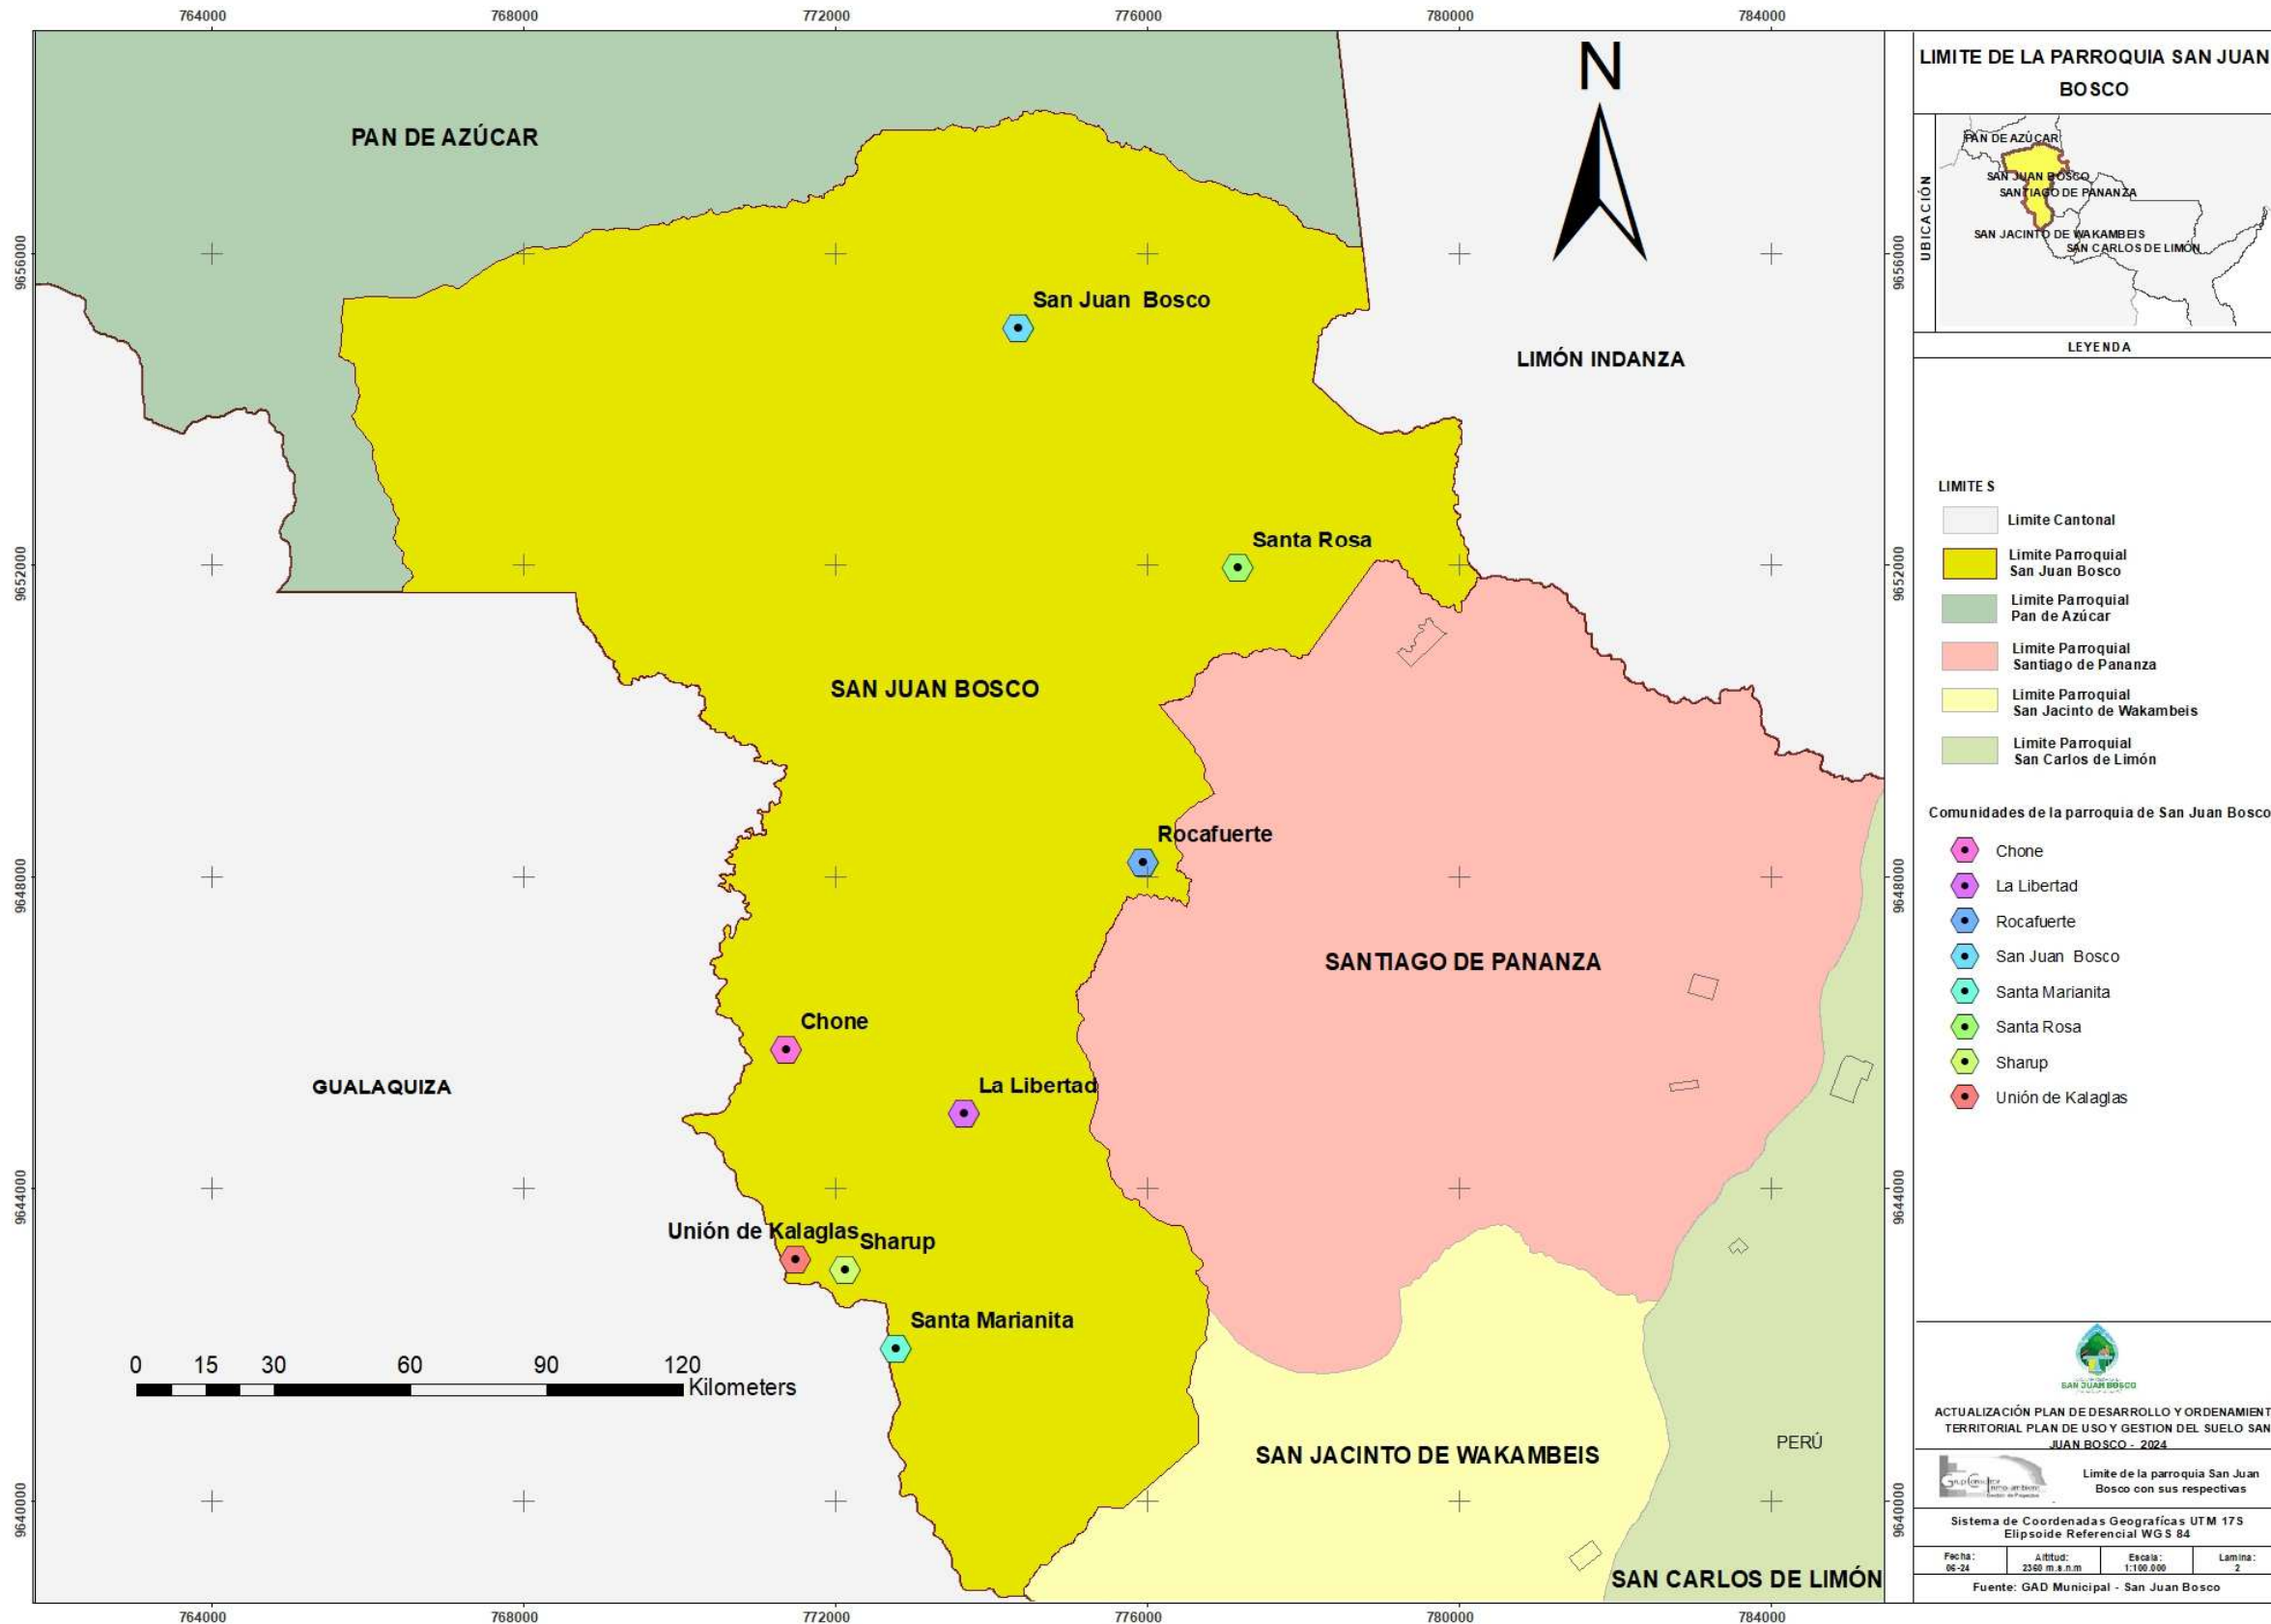 764000 768000 772000 776000 780000 784000
9656000 9656000
9652000 9652000
9648000 9648000
9644000 9644000
9640000 9640000
764000 768000 772000 776000 780000 784000
N
PAN DE AZÚCAR
San Juan Bosco
LIMÓN INDANZA
Santa Rosa
SAN JUAN BOSCO
Rocafuerte
SANTIAGO DE PANANZA
Chone
La Libertad
GUALAQUIZA
Unión de Kalaglas
Sharup
Santa Marianita
0 15 30 60 90 120
Kilometers
SAN JACINTO DE WAKAMBEIS
PERÚ
SAN CARLOS DE LIMÓN
LIMITE DE LA PARROQUIA SAN JUAN
BOSCO
UBICACIÓN
PAN DE AZÚCAR
SAN JUAN BOSCO
SANTIAGO DE PANANZA
SAN JACINTO DE WAKAMBEIS
SAN CARLOS DE LIMÓN
LEYENDA
LIMITES
Limite Cantonal
Limite Parroquial
San Juan Bosco
Limite Parroquial
Pan de Azúcar
Limite Parroquial
Santiago de Pananza
Limite Parroquial
San Jacinto de Wakambeis
Limite Parroquial
San Carlos de Limón
Comunidades de la parroquia de San Juan Bosco
Chone
La Libertad
Rocafuerte
San Juan Bosco
Santa Marianita
Santa Rosa
Sharup
Unión de Kalaglas
SAN JUAN BOSCO
ACTUALIZACIÓN PLAN DE DESARROLLO Y ORDENAMIENT
TERRITORIAL PLAN DE USO Y GESTION DEL SUELO SAN
JUAN BOSCO - 2024
Limite de la parroquia San Juan
Bosco con sus respectivas
Sistema de Coordenadas Geografícas UTM 17S
Elipsoide Referencial WGS 84
Fecha:
06-24
Altitud:
2360 m.s.n.m
Escala:
1:100.000
Lamina:
2
Fuente: GAD Municipal - San Juan Bosco